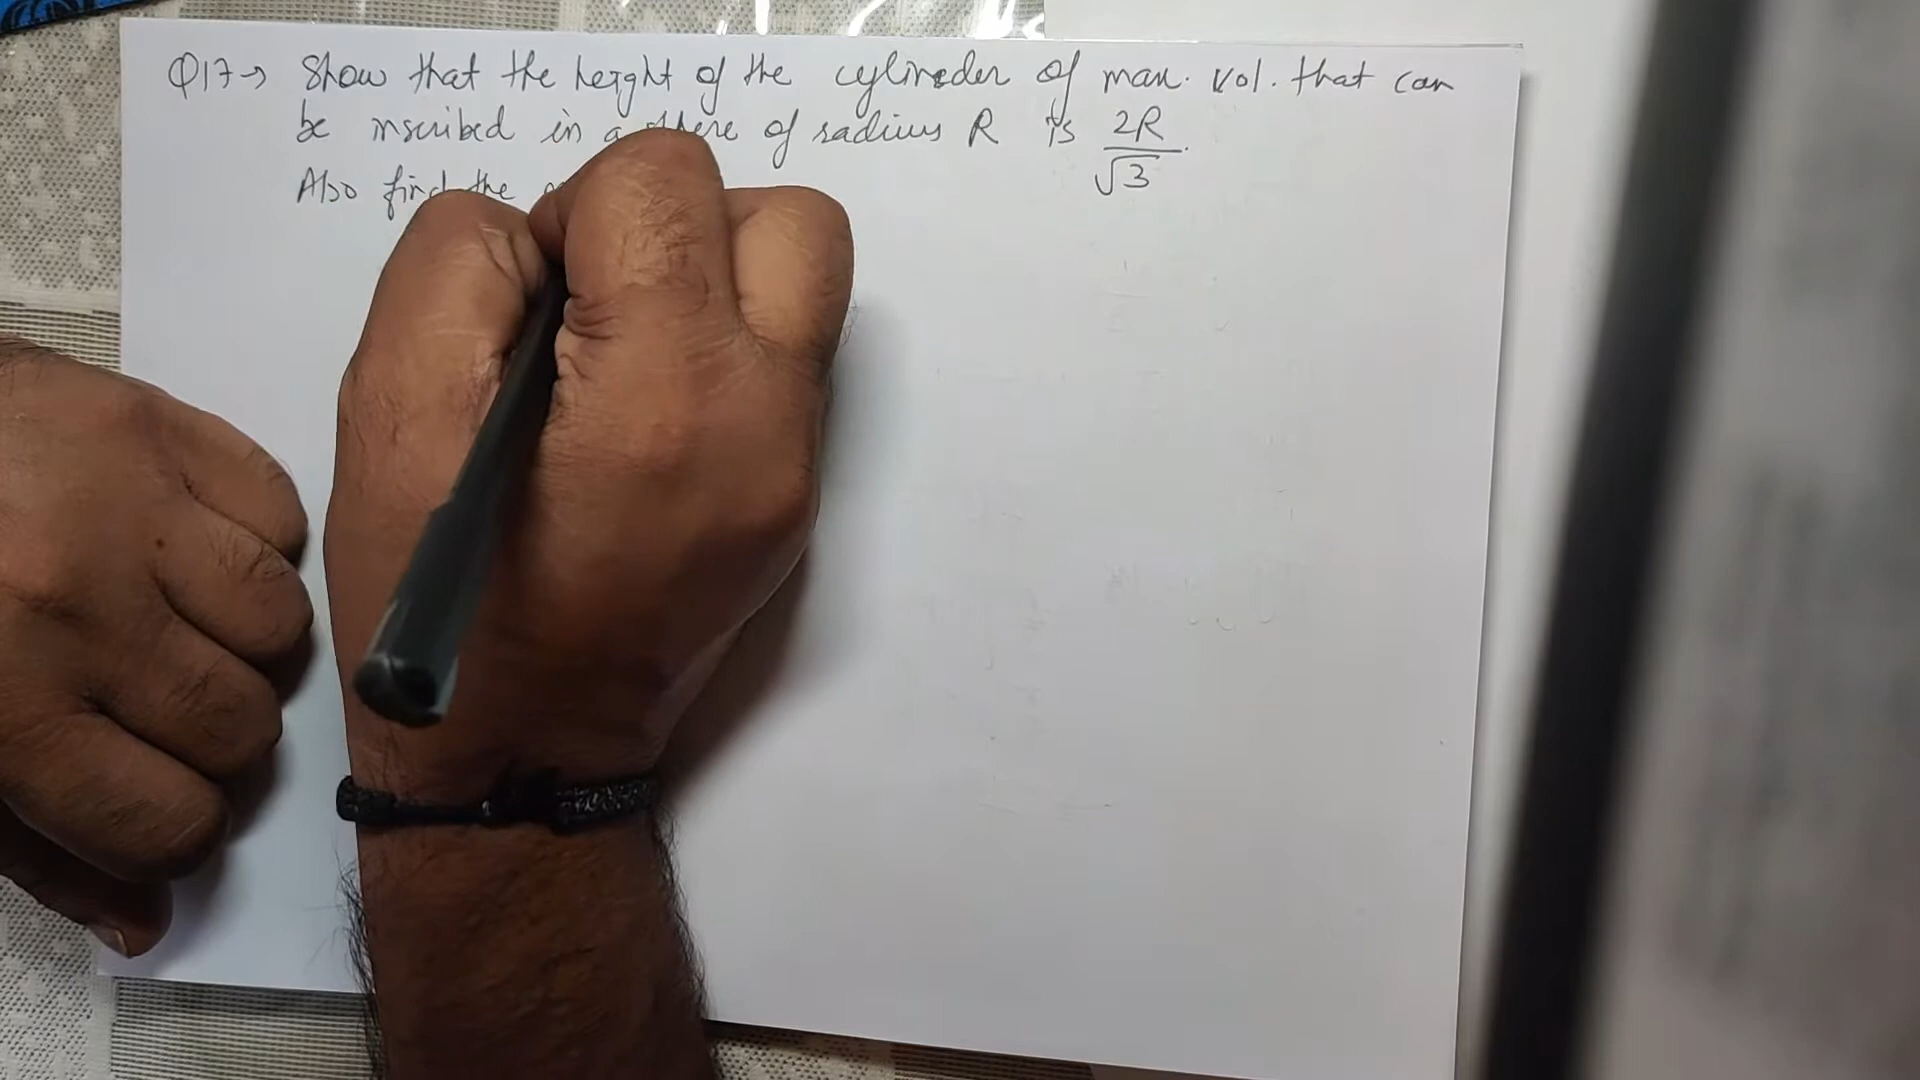 Q17→ Show that the height of the cylinder of max. vol. that can
be inscribed in a sphere of radius R is 2R/√3.
Also find the